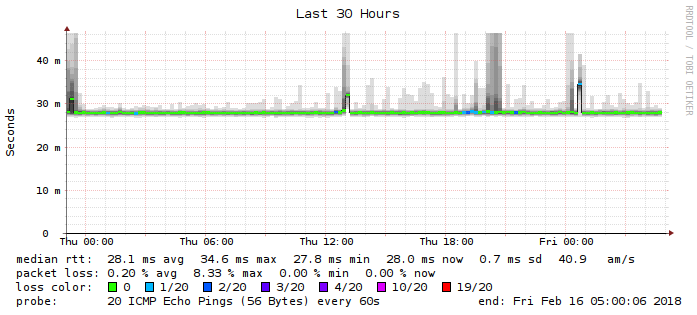 Last 30 Hours
RRDTOOL / TOBI OETIKER
Seconds
40 m
30 m
20 m
10 m
0
Thu 00:00 Thu 06:00 Thu 12:00 Thu 18:00 Fri 00:00
median rtt: 28.1 ms avg 34.6 ms max 27.8 ms min 28.0 ms now 0.7 ms sd 40.9 am/s
packet loss: 0.20 % avg 8.33 % max 0.00 % min 0.00 % now
loss color: 0 1/20 2/20 3/20 4/20 10/20 19/20
probe: 20 ICMP Echo Pings (56 Bytes) every 60s end: Fri Feb 16 05:00:06 2018